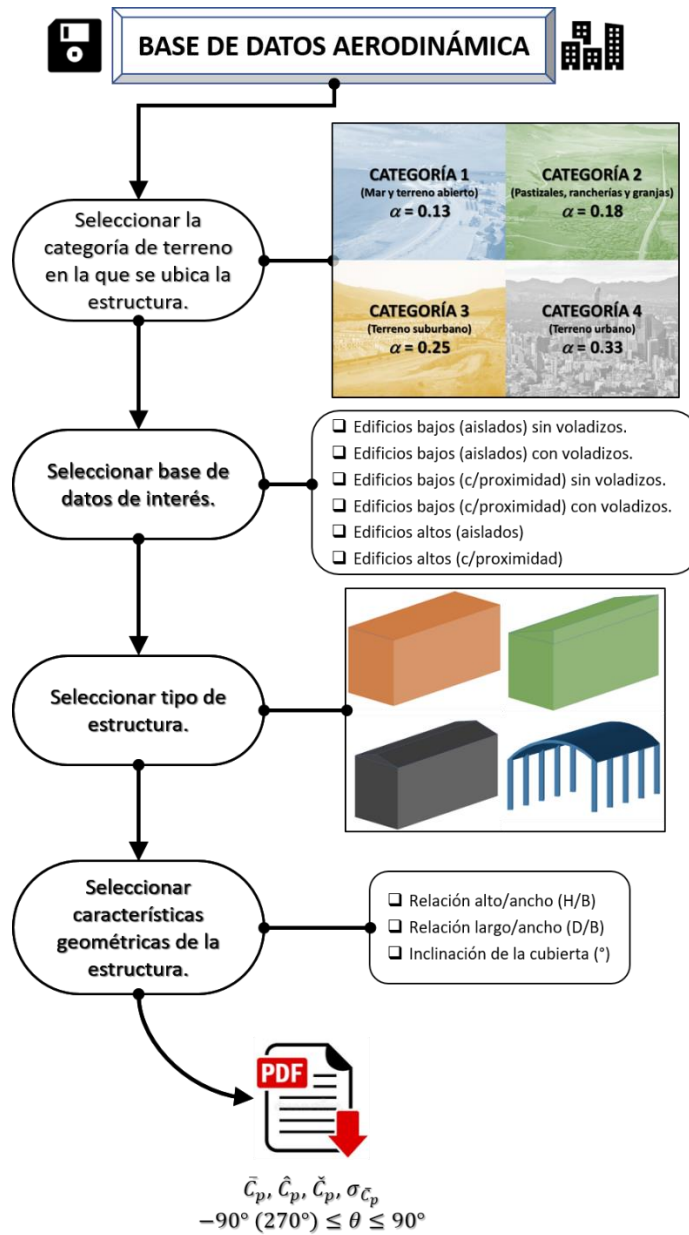 BASE DE DATOS AERODINÁMICA
Seleccionar la
categoría de terreno
en la que se ubica la
estructura.
CATEGORÍA 1
(Mar y terreno abierto)
α = 0.13
CATEGORÍA 2
(Pastizales, rancherías y granjas)
α = 0.18
CATEGORÍA 3
(Terreno suburbano)
α = 0.25
CATEGORÍA 4
(Terreno urbano)
α = 0.33
Seleccionar base de
datos de interés.
❑ Edificios bajos (aislados) sin voladizos.
❑ Edificios bajos (aislados) con voladizos.
❑ Edificios bajos (c/proximidad) sin voladizos.
❑ Edificios bajos (c/proximidad) con voladizos.
❑ Edificios altos (aislados)
❑ Edificios altos (c/proximidad)
Seleccionar tipo de
estructura.
Seleccionar
características
geométricas de la
estructura.
❑ Relación alto/ancho (H/B)
❑ Relación largo/ancho (D/B)
❑ Inclinación de la cubierta (°)
PDF
C̄ₚ, Ĉₚ, Č̌ₚ, σ_C̄ₚ
−90° (270°) ≤ θ ≤ 90°